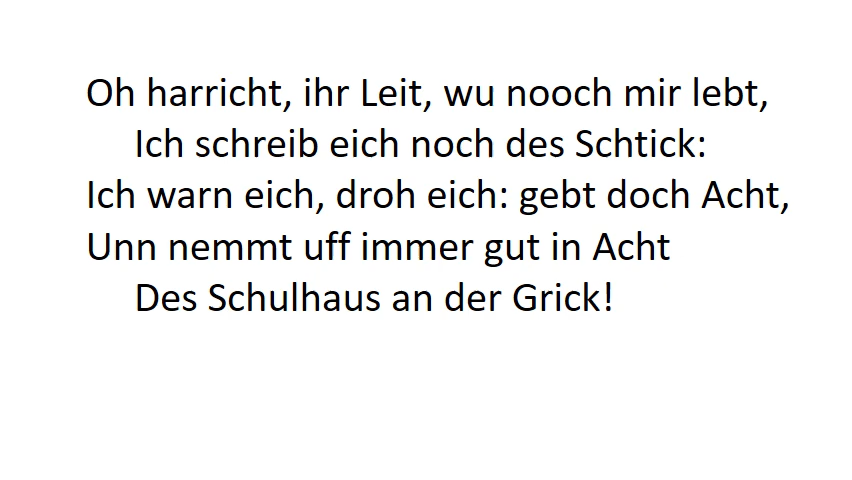 Oh harricht, ihr Leit, wu nooch mir lebt,
Ich schreib eich noch des Schtick:
Ich warn eich, droh eich: gebt doch Acht,
Unn nemmt uff immer gut in Acht
Des Schulhaus an der Grick!